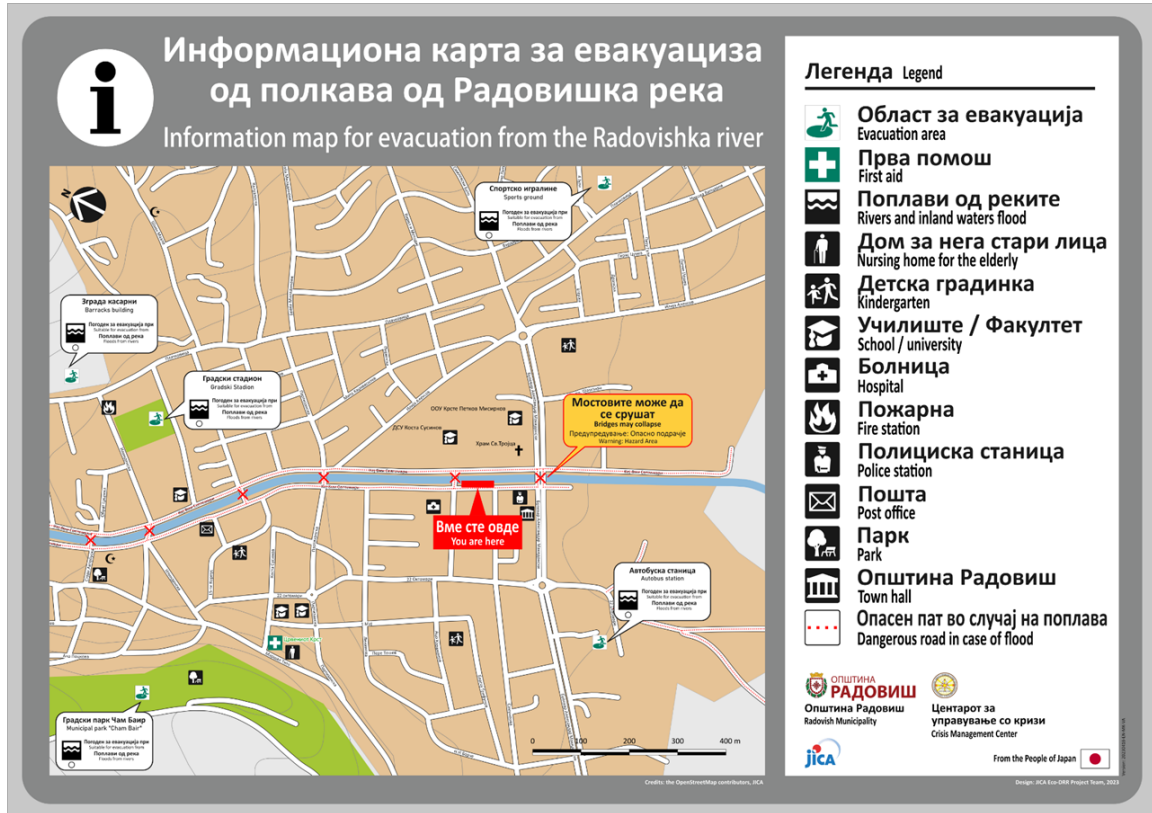 Информациона карта за евакуациза
од полкава од Радовишка река
Information map for evacuation from the Radovishka river
N
Спортско игралине
Sports ground
Погоден за евакуација при
Suitable for evacuation from
Поплави од река
Floods from rivers
Зграда касарни
Barracks building
Погоден за евакуација при
Suitable for evacuation from
Поплави од река
Floods from rivers
Градски стадион
Gradski Stadion
Погоден за евакуација при
Suitable for evacuation from
Поплави од река
Floods from rivers
ООУ Крсте Петков Мисирков
ДСУ Коста Сусинов
Храм Св.Тројца
Мостовите може да
се срушат
Bridges may collapse
Предупредување: Опасно подрачје
Warning: Hazard Area
Вме сте овде
You are here
22 Октомври
Автобуска станица
Autobus station
Погоден за евакуација при
Suitable for evacuation from
Поплави од река
Floods from rivers
Градски парк Чам Баир
Municipal park "Cham Bair"
Погоден за евакуација при
Suitable for evacuation from
Поплави од река
Floods from rivers
0 100 200 300 400 m
Credits: the OpenStreetMap contributors, JICA
Легенда Legend
Област за евакуација
Evacuation area
Прва помош
First aid
Поплави од реките
Rivers and inland waters flood
Дом за нега стари лица
Nursing home for the elderly
Детска градинка
Kindergarten
Училиште / Факултет
School / university
Болница
Hospital
Пожарна
Fire station
Полициска станица
Police station
Пошта
Post office
Парк
Park
Општина Радовиш
Town hall
Опасен пат во случај на поплава
Dangerous road in case of flood
ОПШТИНА
РАДОВИШ
Општина Радовиш
Radovish Municipality
Центарот за
управување со кризи
Crisis Management Center
jICA
From the People of Japan
Design: JICA Eco-DRR Project Team, 2023